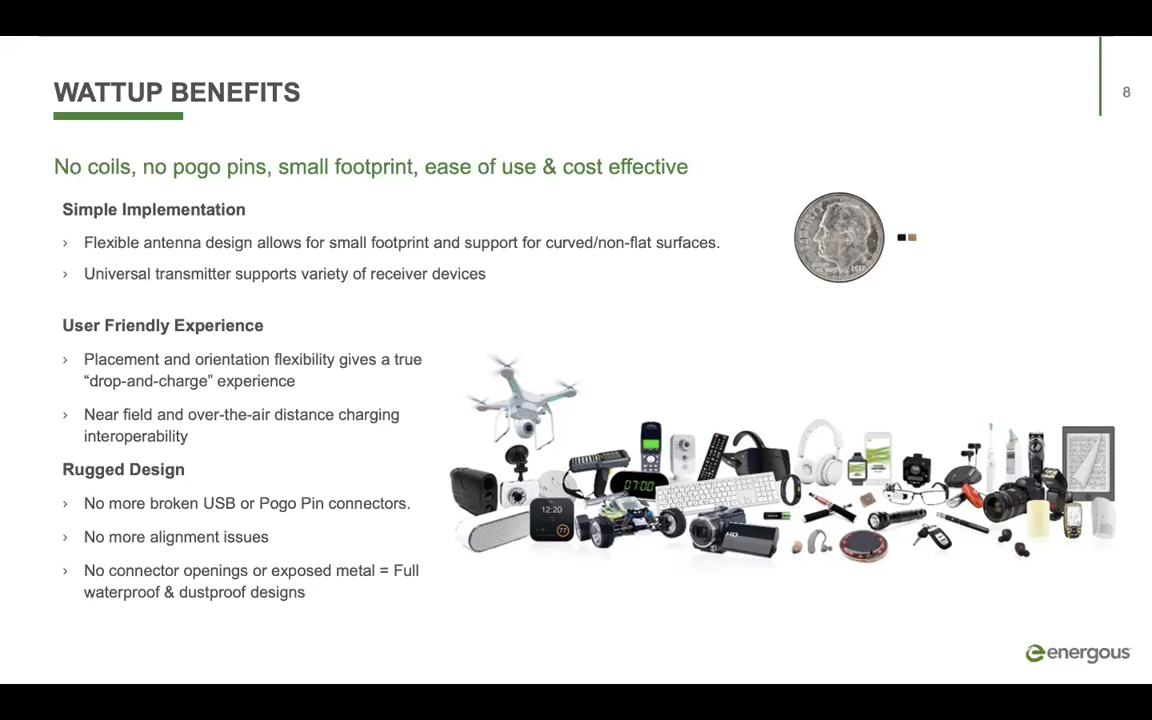 WATTUP BENEFITS
8
No coils, no pogo pins, small footprint, ease of use & cost effective
Simple Implementation
› Flexible antenna design allows for small footprint and support for curved/non-flat surfaces.
› Universal transmitter supports variety of receiver devices
User Friendly Experience
› Placement and orientation flexibility gives a true
“drop-and-charge” experience
› Near field and over-the-air distance charging
interoperability
Rugged Design
› No more broken USB or Pogo Pin connectors.
› No more alignment issues
› No connector openings or exposed metal = Full
waterproof & dustproof designs
LIBERTY
07:00
12:20
77
HD
energous